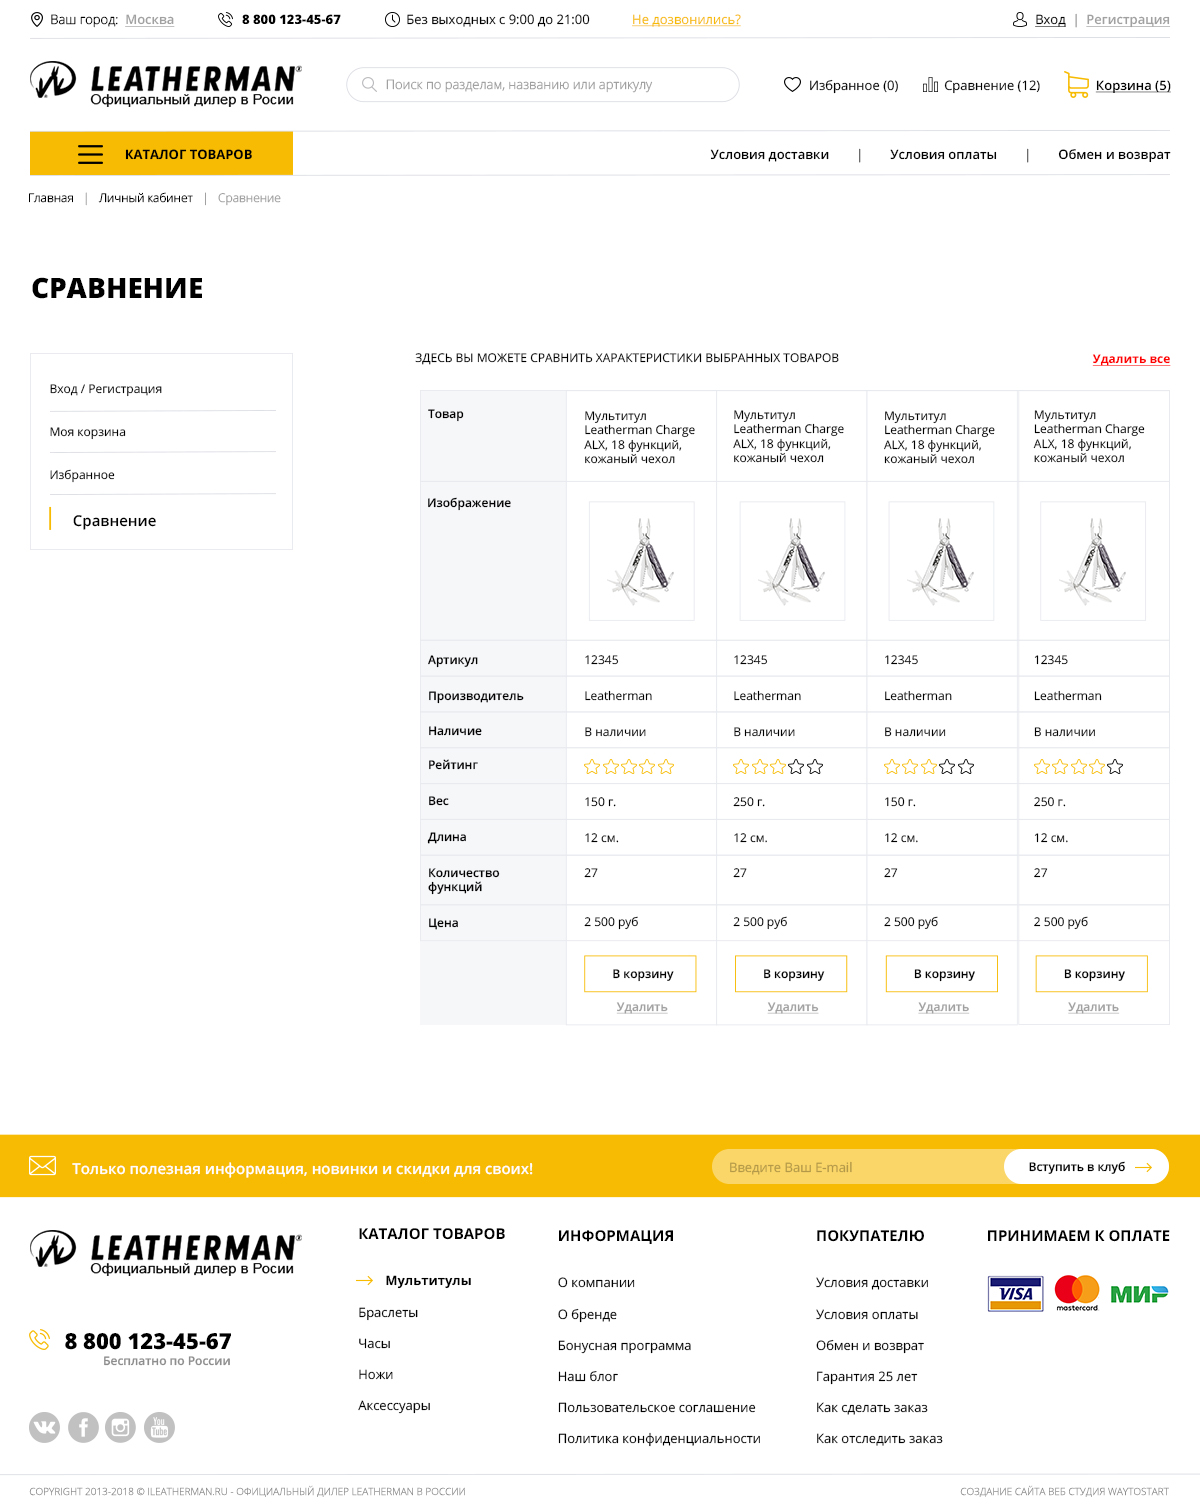 Ваш город: Москва 8 800 123-45-67 Без выходных с 9:00 до 21:00 Не дозвонились? Вход | Регистрация
LEATHERMAN®
Официальный дилер в Росии
Поиск по разделам, названию или артикулу
Избранное (0) Сравнение (12) Корзина (5)
КАТАЛОГ ТОВАРОВ Условия доставки | Условия оплаты | Обмен и возврат
Главная | Личный кабинет | Сравнение
СРАВНЕНИЕ
Вход / Регистрация
Моя корзина
Избранное
Сравнение
ЗДЕСЬ ВЫ МОЖЕТЕ СРАВНИТЬ ХАРАКТЕРИСТИКИ ВЫБРАННЫХ ТОВАРОВ Удалить все
Товар
Мультитул
Leatherman Charge
ALX, 18 функций,
кожаный чехол
Мультитул
Leatherman Charge
ALX, 18 функций,
кожаный чехол
Мультитул
Leatherman Charge
ALX, 18 функций,
кожаный чехол
Мультитул
Leatherman Charge
ALX, 18 функций,
кожаный чехол
Изображение
Артикул 12345 12345 12345 12345
Производитель Leatherman Leatherman Leatherman Leatherman
Наличие В наличии В наличии В наличии В наличии
Рейтинг
Вес 150 г. 250 г. 150 г. 250 г.
Длина 12 см. 12 см. 12 см. 12 см.
Количество
функций
27 27 27 27
Цена 2 500 руб 2 500 руб 2 500 руб 2 500 руб
В корзину В корзину В корзину В корзину
Удалить Удалить Удалить Удалить
Только полезная информация, новинки и скидки для своих! Введите Ваш E-mail Вступить в клуб
LEATHERMAN®
Официальный дилер в Росии
8 800 123-45-67
Бесплатно по России
You
Tube
КАТАЛОГ ТОВАРОВ
Мультитулы
Браслеты
Часы
Ножи
Аксессуары
ИНФОРМАЦИЯ
О компании
О бренде
Бонусная программа
Наш блог
Пользовательское соглашение
Политика конфиденциальности
ПОКУПАТЕЛЮ
Условия доставки
Условия оплаты
Обмен и возврат
Гарантия 25 лет
Как сделать заказ
Как отследить заказ
ПРИНИМАЕМ К ОПЛАТЕ
VISA mastercard МИР
COPYRIGHT 2013-2018 © ILEATHERMAN.RU - ОФИЦИАЛЬНЫЙ ДИЛЕР LEATHERMAN В РОССИИ СОЗДАНИЕ САЙТА ВЕБ СТУДИЯ WAYTOSTART